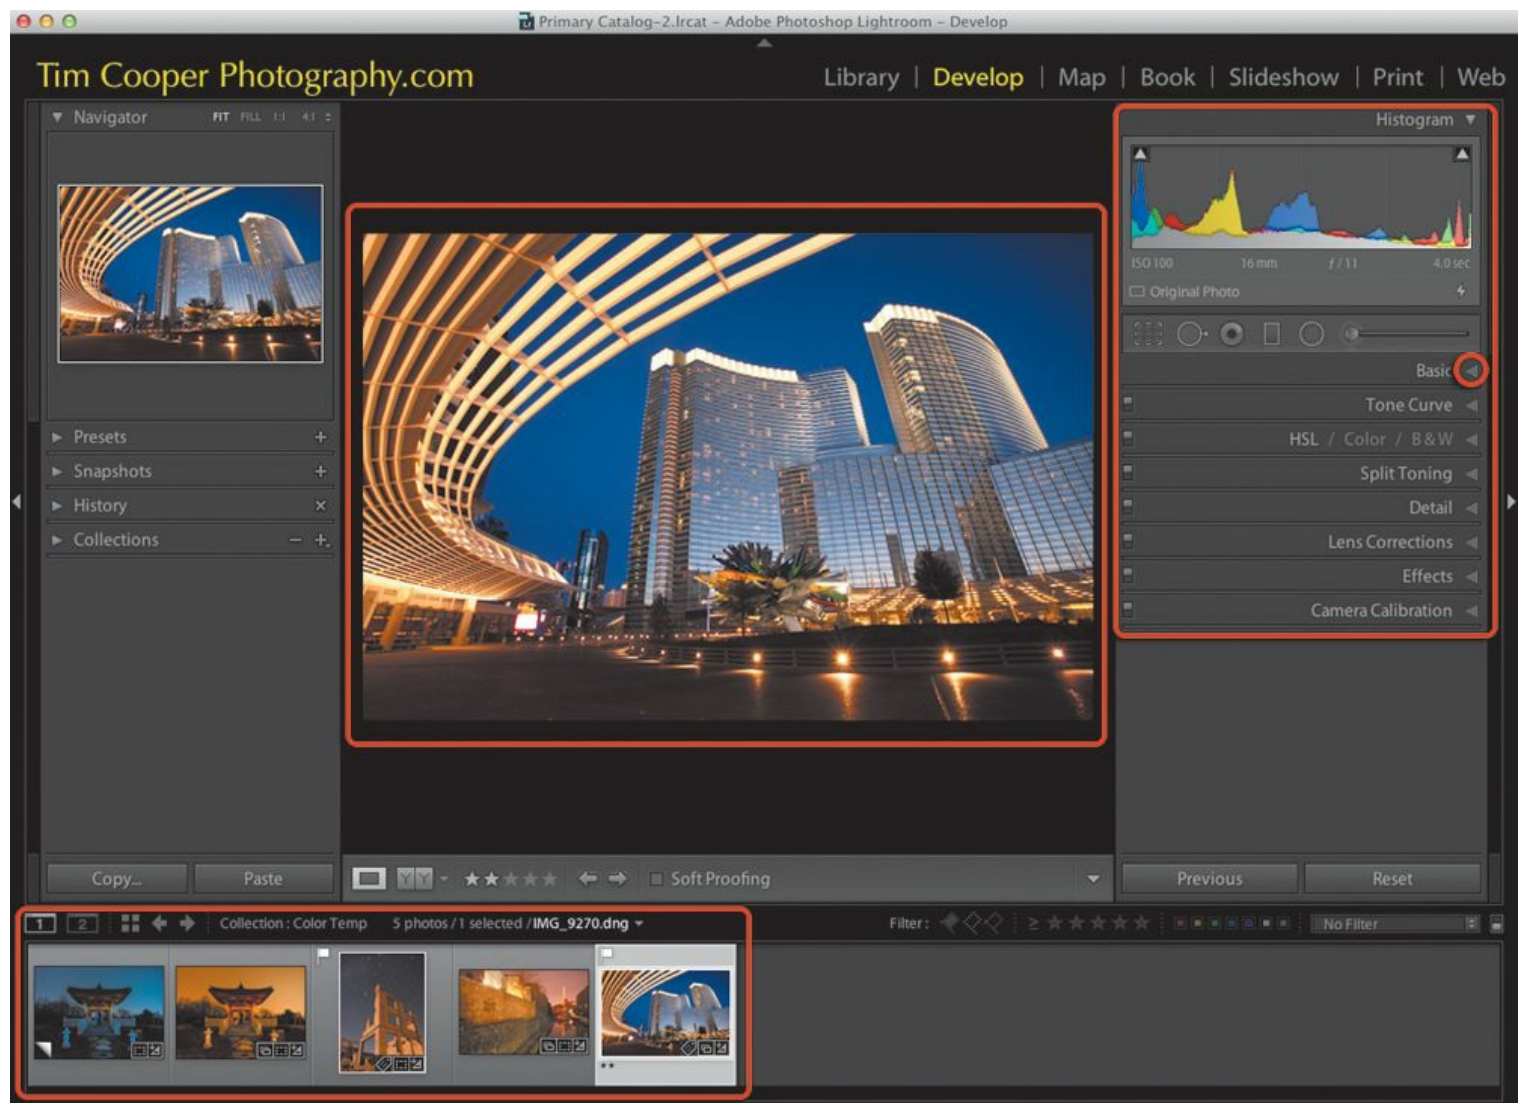 Primary Catalog-2.lrcat – Adobe Photoshop Lightroom – Develop
Tim Cooper Photography.com
Library | Develop | Map | Book | Slideshow | Print | Web
Navigator FIT FILL 1:1 4:1
Histogram
ISO 100 16 mm f / 11 4.0 sec
Original Photo
Basic
Tone Curve
HSL / Color / B & W
Split Toning
Detail
Lens Corrections
Effects
Camera Calibration
Presets
Snapshots
History
Collections
Copy... Paste
YY Soft Proofing
Previous Reset
1 2 Collection : Color Temp 5 photos / 1 selected / IMG_9270.dng
Filter : ≥ ★★★★★ No Filter